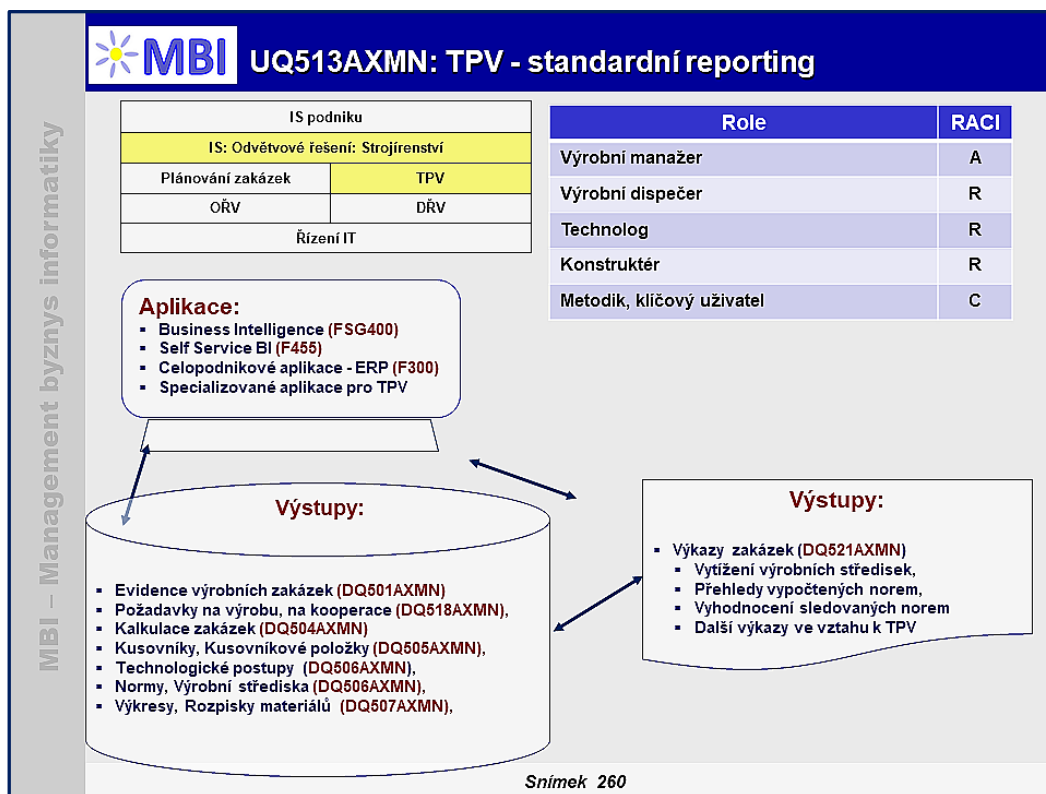 MBI – Management byznys informatiky
MBI
UQ513AXMN: TPV - standardní reporting
IS podniku
IS: Odvětvové řešení: Strojírenství
Plánování zakázek
TPV
OŘV
DŘV
Řízení IT
Role
RACI
Výrobní manažer
A
Výrobní dispečer
R
Technolog
R
Konstruktér
R
Metodik, klíčový uživatel
C
Aplikace:
▪ Business Intelligence (FSG400)
▪ Self Service BI (F455)
▪ Celopodnikové aplikace - ERP (F300)
▪ Specializované aplikace pro TPV
Výstupy:
▪ Evidence výrobních zakázek (DQ501AXMN)
▪ Požadavky na výrobu, na kooperace (DQ518AXMN),
▪ Kalkulace zakázek (DQ504AXMN)
▪ Kusovníky, Kusovníkové položky (DQ505AXMN),
▪ Technologické postupy (DQ506AXMN),
▪ Normy, Výrobní střediska (DQ506AXMN),
▪ Výkresy, Rozpisky materiálů (DQ507AXMN),
Výstupy:
▪ Výkazy zakázek (DQ521AXMN)
▪ Vytížení výrobních středisek,
▪ Přehledy vypočtených norem,
▪ Vyhodnocení sledovaných norem
▪ Další výkazy ve vztahu k TPV
Snímek 260